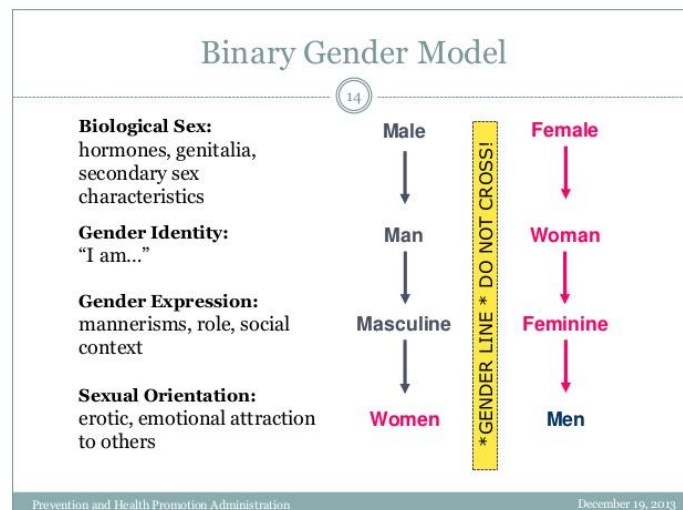 Binary Gender Model
14
Biological Sex:
hormones, genitalia,
secondary sex
characteristics
Male
Female
Gender Identity:
“I am…”
Man
Woman
Gender Expression:
mannerisms, role, social
context
Masculine
Feminine
Sexual Orientation:
erotic, emotional attraction
to others
Women
Men
*GENDER LINE * DO NOT CROSS!
Prevention and Health Promotion Administration
December 19, 2013